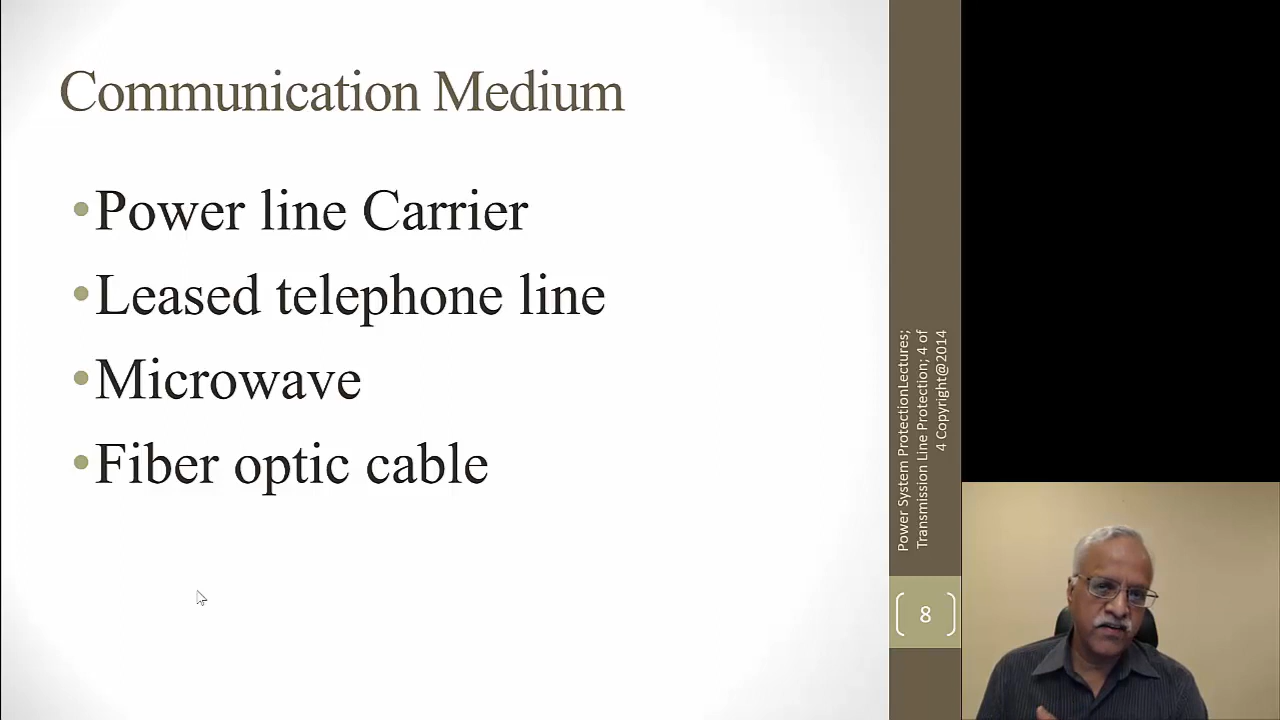 Communication Medium
•Power line Carrier
•Leased telephone line
•Microwave
•Fiber optic cable
Power System ProtectionLectures;
Transmission Line Protection; 4 of
4 Copyright@2014
8